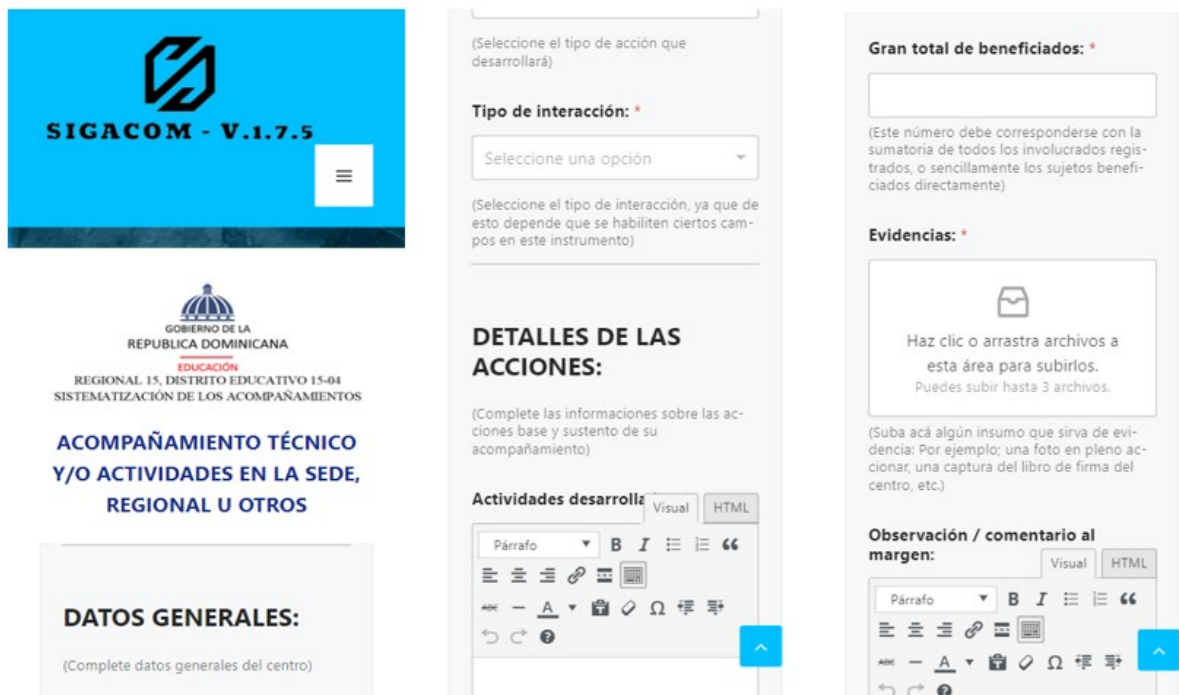 SIGACOM - V.1.7.5
GOBIERNO DE LA
REPUBLICA DOMINICANA
EDUCACIÓN
REGIONAL 15, DISTRITO EDUCATIVO 15-04
SISTEMATIZACIÓN DE LOS ACOMPAÑAMIENTOS
ACOMPAÑAMIENTO TÉCNICO
Y/O ACTIVIDADES EN LA SEDE,
REGIONAL U OTROS
DATOS GENERALES:
(Complete datos generales del centro)
(Seleccione el tipo de acción que
desarrollará)
Tipo de interacción: *
Seleccione una opción
(Seleccione el tipo de interacción, ya que de
esto depende que se habiliten ciertos cam-
pos en este instrumento)
DETALLES DE LAS
ACCIONES:
(Complete las informaciones sobre las ac-
ciones base y sustento de su
acompañamiento)
Actividades desarrolla
Visual HTML
Párrafo B I
ABC A Ω
Gran total de beneficiados: *
(Este número debe corresponderse con la
sumatoria de todos los involucrados regis-
trados, o sencillamente los sujetos benefi-
ciados directamente)
Evidencias: *
Haz clic o arrastra archivos a
esta área para subirlos.
Puedes subir hasta 3 archivos.
(Suba acá algún insumo que sirva de evi-
dencia: Por ejemplo; una foto en pleno ac-
cionar, una captura del libro de firma del
centro, etc.)
Observación / comentario al
margen:
Visual HTML
Párrafo B I
ABC A Ω